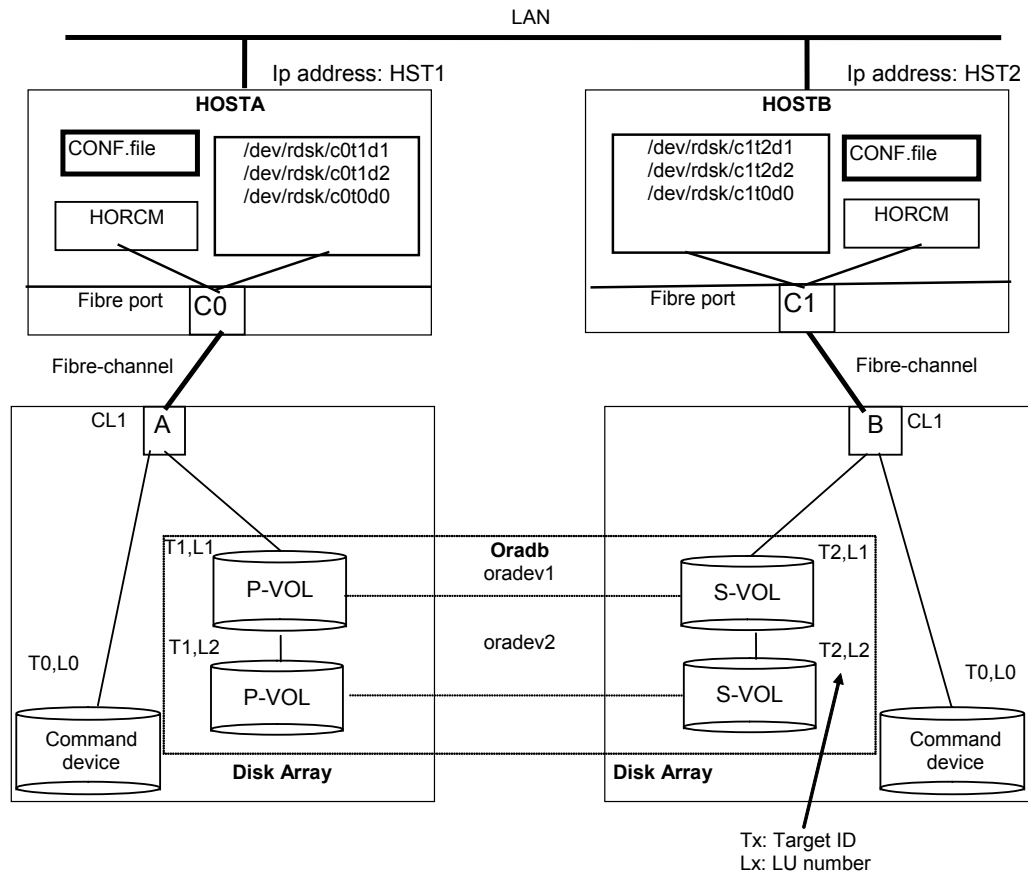 LAN
Ip address: HST1
Ip address: HST2
HOSTA
CONF.file
/dev/rdsk/c0t1d1
/dev/rdsk/c0t1d2
/dev/rdsk/c0t0d0
HORCM
Fibre port
C0
HOSTB
/dev/rdsk/c1t2d1
/dev/rdsk/c1t2d2
/dev/rdsk/c1t0d0
CONF.file
HORCM
Fibre port
C1
Fibre-channel
Fibre-channel
CL1
A
B
CL1
T1,L1
Oradb
oradev1
T2,L1
P-VOL
S-VOL
T1,L2
oradev2
T2,L2
T0,L0
T0,L0
P-VOL
S-VOL
Command
device
Command
device
Disk Array
Disk Array
Tx: Target ID
Lx: LU number